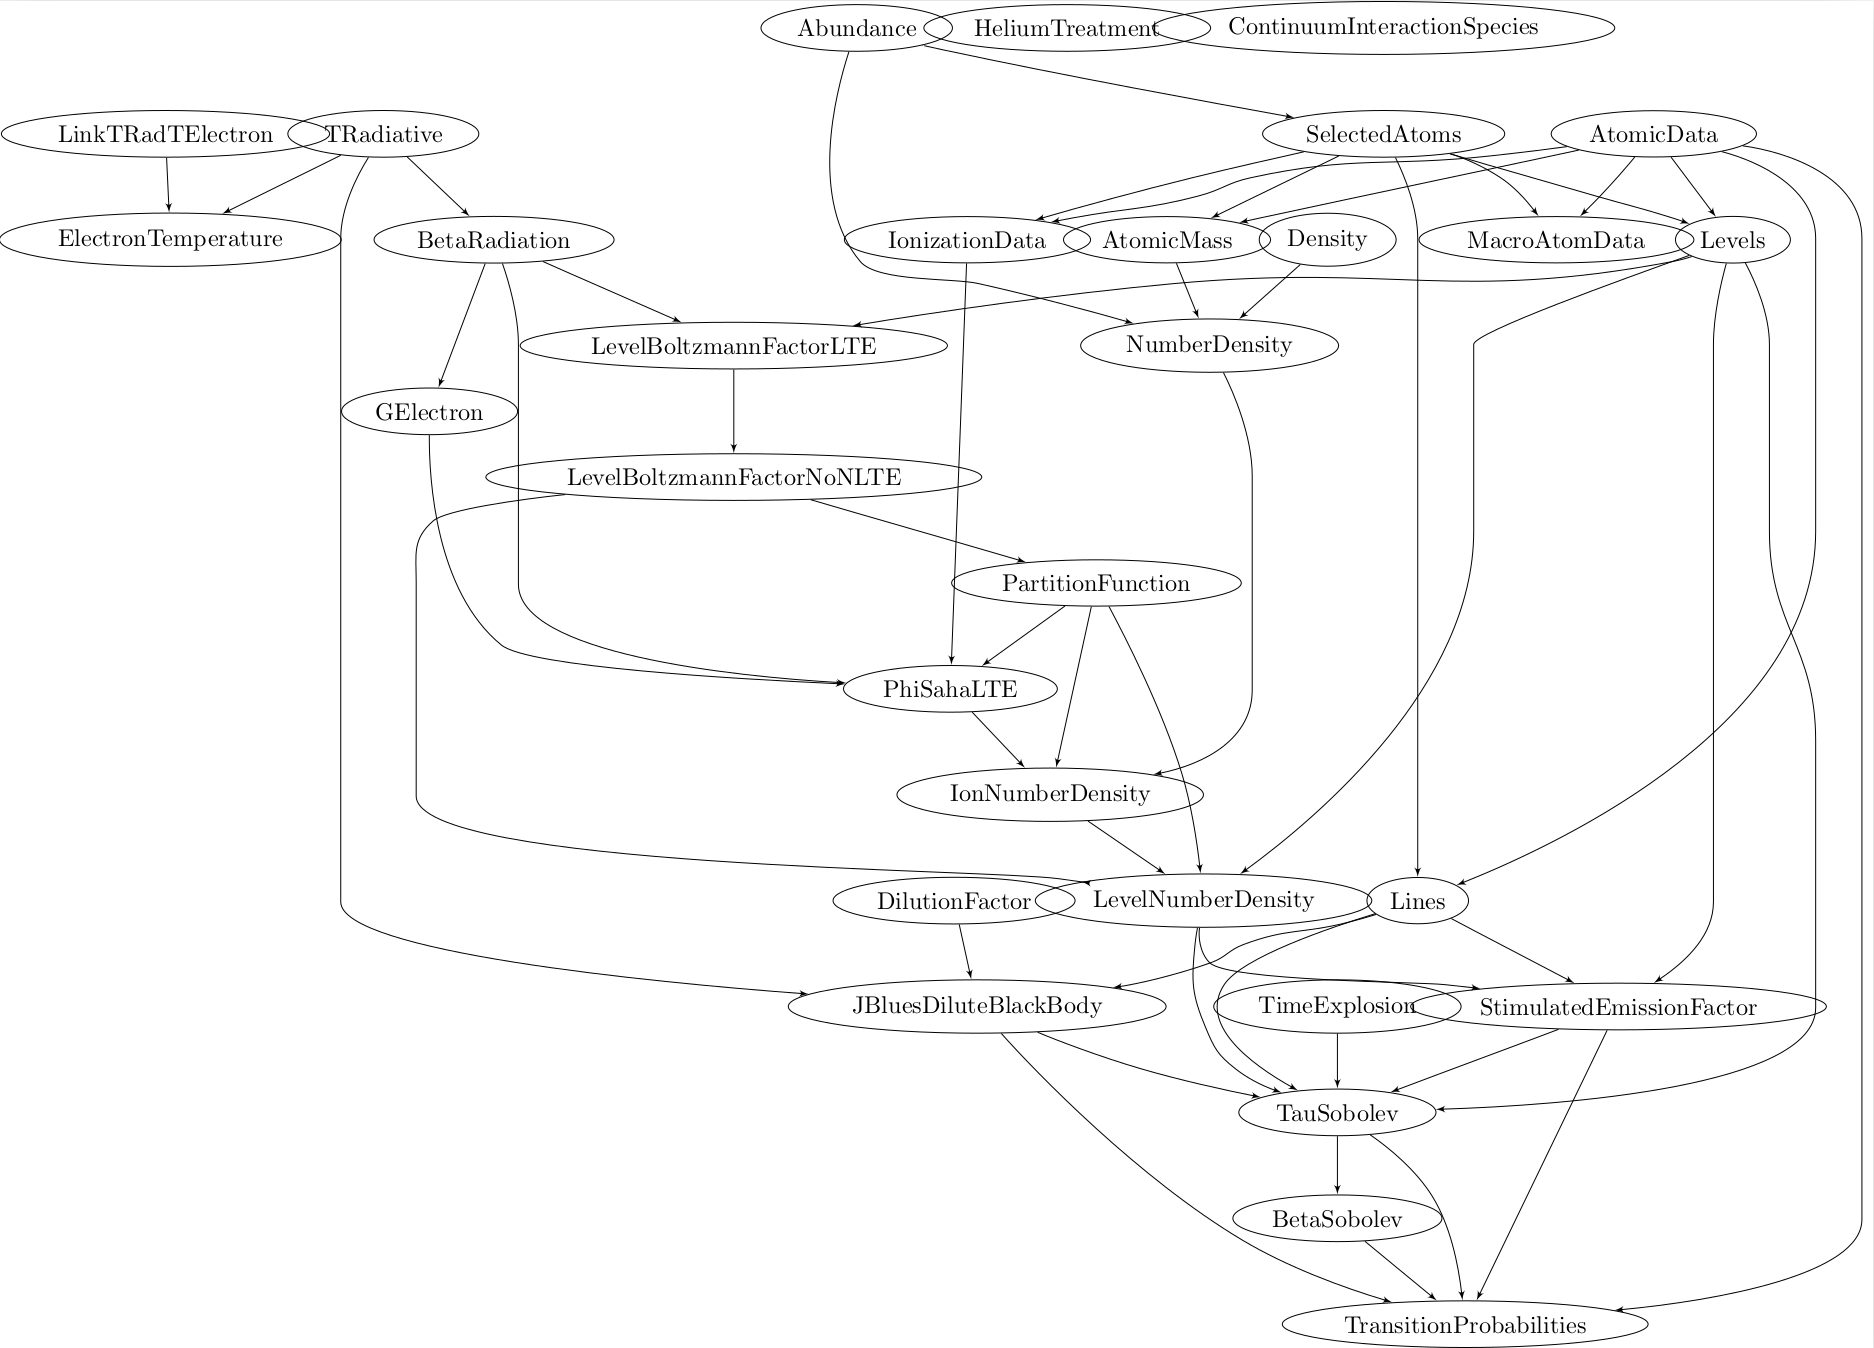 Abundance
HeliumTreatment
ContinuumInteractionSpecies
LinkTRadTElectron
TRadiative
SelectedAtoms
AtomicData
ElectronTemperature
BetaRadiation
IonizationData
AtomicMass
Density
MacroAtomData
Levels
LevelBoltzmannFactorLTE
NumberDensity
GElectron
LevelBoltzmannFactorNoNLTE
PartitionFunction
PhiSahaLTE
IonNumberDensity
DilutionFactor
LevelNumberDensity
Lines
JBluesDiluteBlackBody
TimeExplosion
StimulatedEmissionFactor
TauSobolev
BetaSobolev
TransitionProbabilities